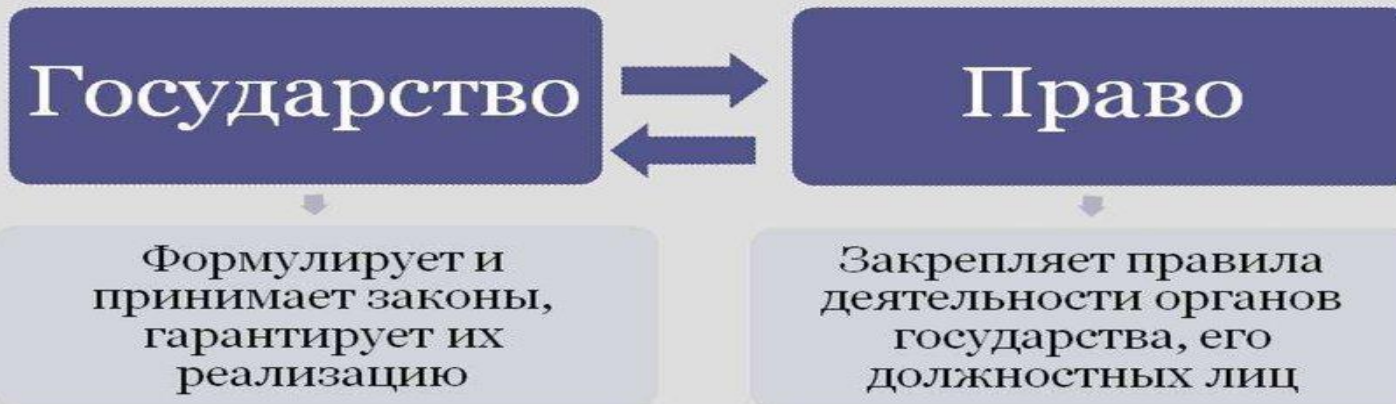 Государство
Право
Формулирует и
принимает законы,
гарантирует их
реализацию
Закрепляет правила
деятельности органов
государства, его
должностных лиц